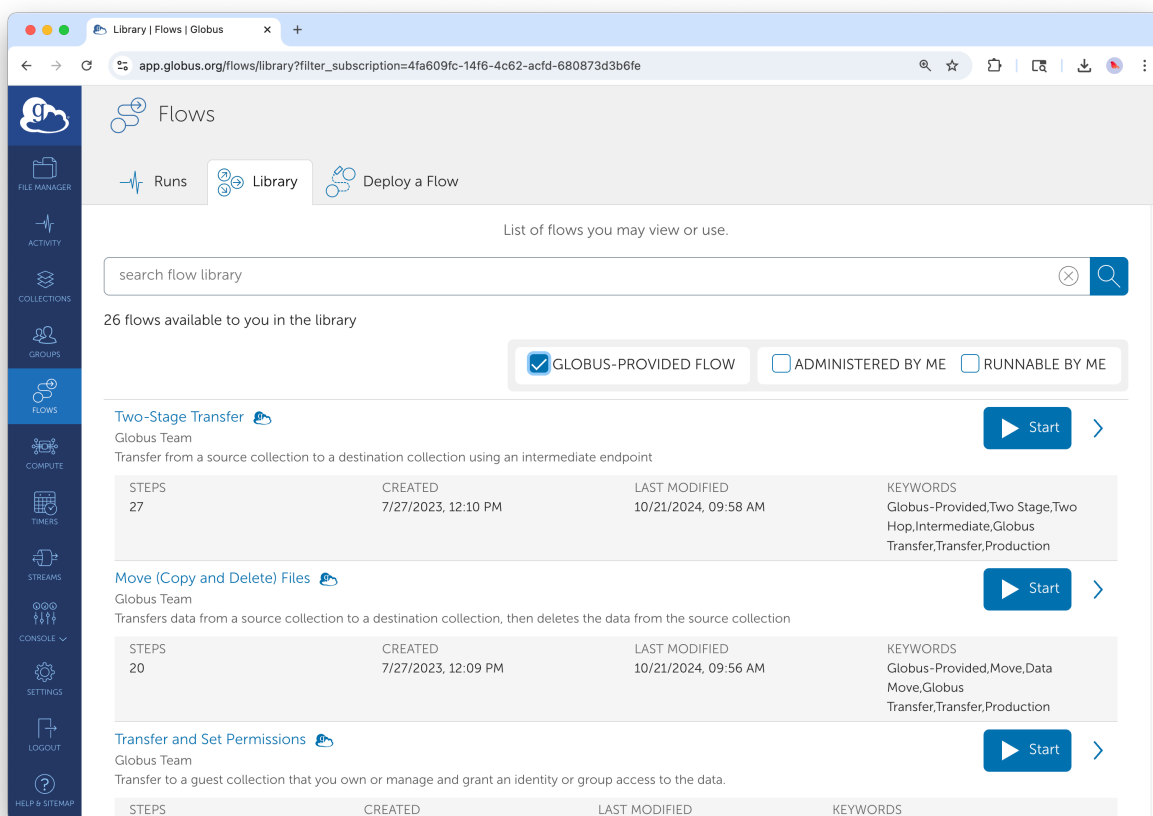 Library | Flows | Globus
app.globus.org/flows/library?filter_subscription=4fa609fc-14f6-4c62-acfd-680873d3b6fe
g
FILE MANAGER
ACTIVITY
COLLECTIONS
GROUPS
FLOWS
COMPUTE
TIMERS
STREAMS
CONSOLE
SETTINGS
LOGOUT
HELP & SITEMAP
Flows
Runs
Library
Deploy a Flow
List of flows you may view or use.
search flow library
26 flows available to you in the library
GLOBUS-PROVIDED FLOW
ADMINISTERED BY ME
RUNNABLE BY ME
Two-Stage Transfer
Start
Globus Team
Transfer from a source collection to a destination collection using an intermediate endpoint
STEPS
27
CREATED
7/27/2023, 12:10 PM
LAST MODIFIED
10/21/2024, 09:58 AM
KEYWORDS
Globus-Provided,Two Stage,Two
Hop,Intermediate,Globus
Transfer,Transfer,Production
Move (Copy and Delete) Files
Start
Globus Team
Transfers data from a source collection to a destination collection, then deletes the data from the source collection
STEPS
20
CREATED
7/27/2023, 12:09 PM
LAST MODIFIED
10/21/2024, 09:56 AM
KEYWORDS
Globus-Provided,Move,Data
Move,Globus
Transfer,Transfer,Production
Transfer and Set Permissions
Start
Globus Team
Transfer to a guest collection that you own or manage and grant an identity or group access to the data.
STEPS
CREATED
LAST MODIFIED
KEYWORDS